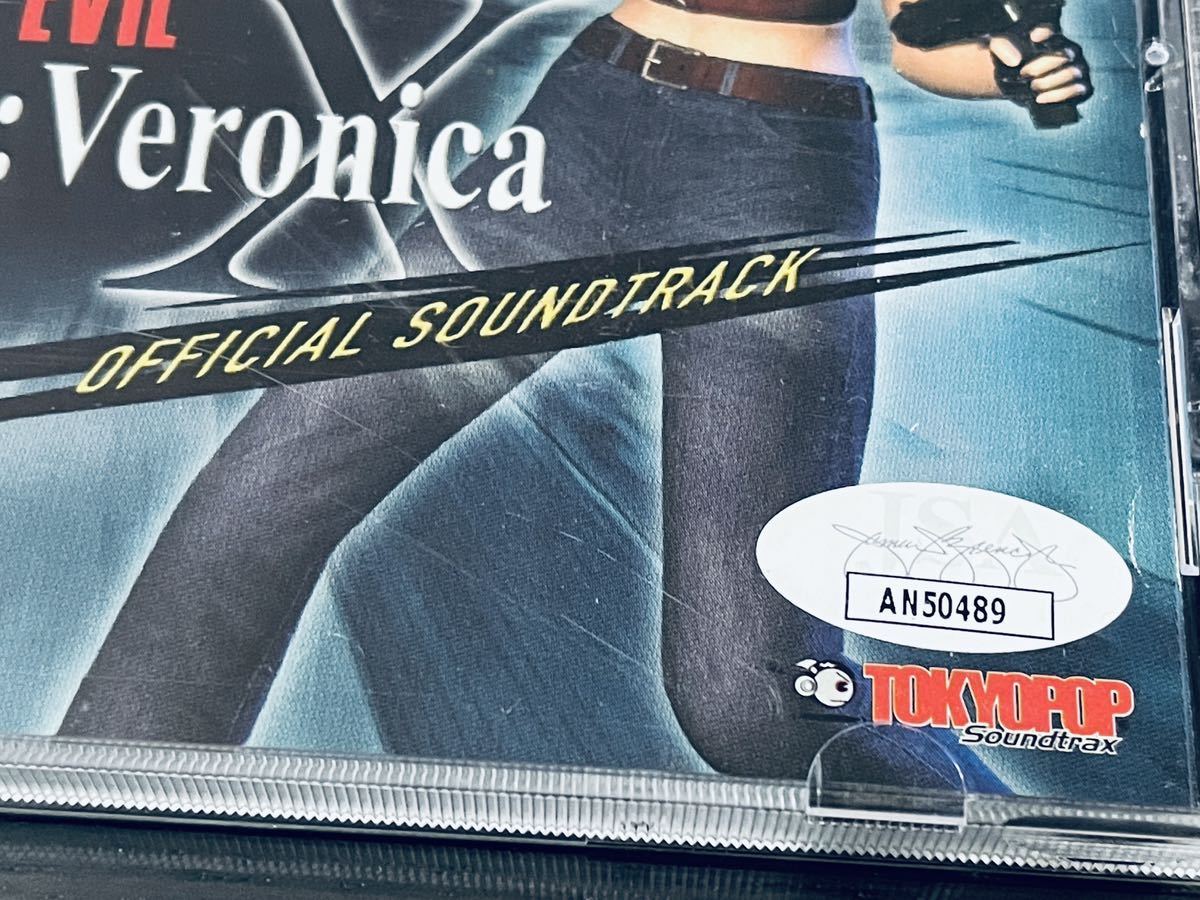 EVIL
: Veronica
X
OFFICIAL SOUNDTRACK
JSA
AN50489
TOKYOPOP
Soundtrax